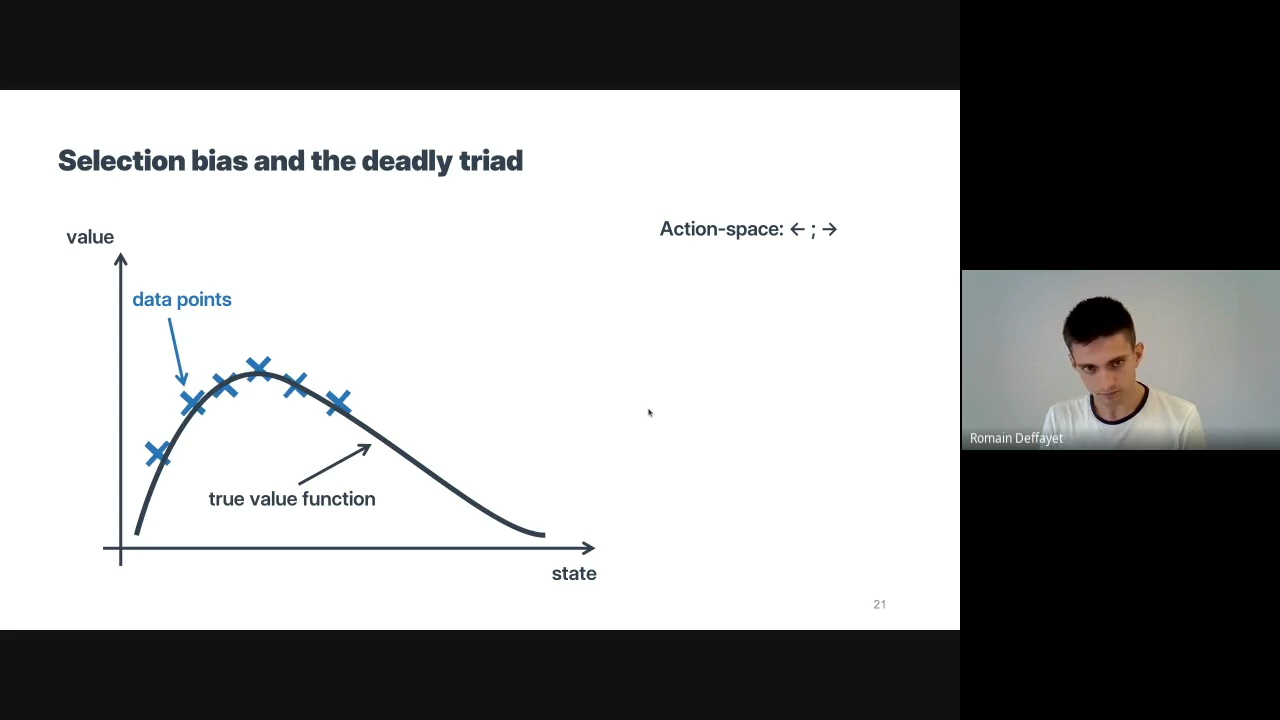 Selection bias and the deadly triad
value
Action-space: ← ; →
data points
true value function
state
21
Romain Deffayet